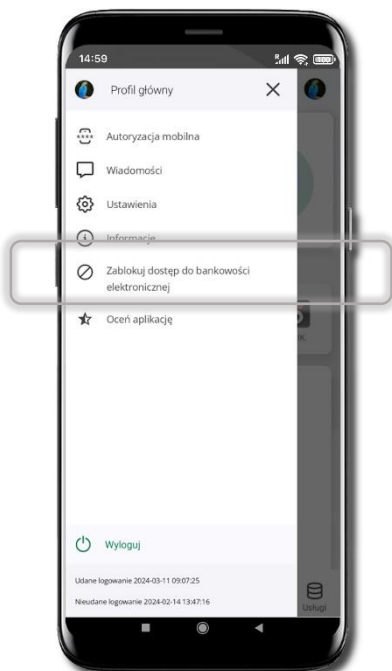 14:59
Profil główny
Autoryzacja mobilna
Wiadomości
Ustawienia
Informacje
Zablokuj dostęp do bankowości
elektronicznej
Oceń aplikację
Wyloguj
Udane logowanie 2024-03-11 09:07:25
Nieudane logowanie 2024-02-14 13:47:16
Usługi